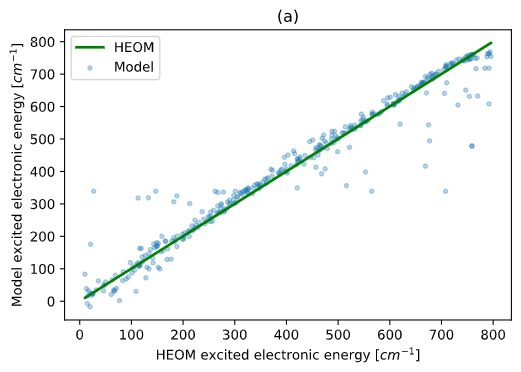 (a)
HEOM
Model
Model excited electronic energy [cm⁻¹]
800
700
600
500
400
300
200
100
0
0 100 200 300 400 500 600 700 800
HEOM excited electronic energy [cm⁻¹]